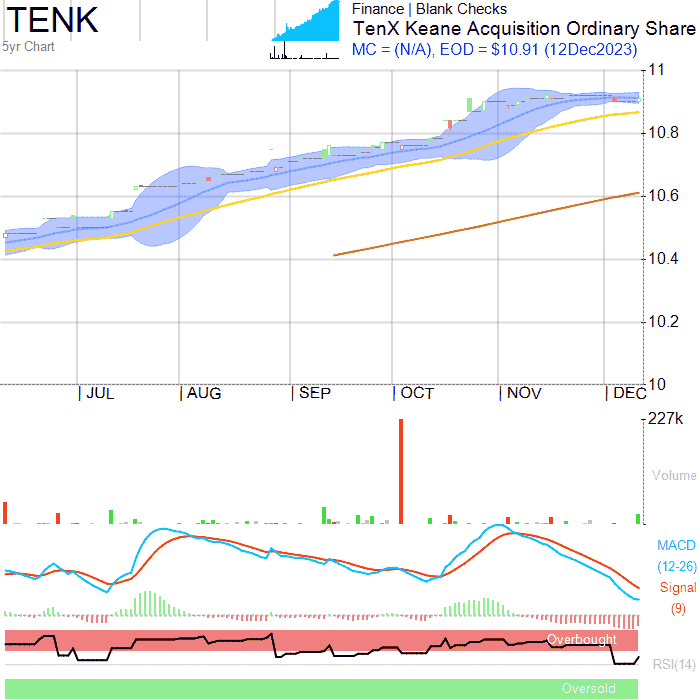 TENK
5yr Chart
Finance | Blank Checks
TenX Keane Acquisition Ordinary Share
MC = (N/A), EOD = $10.91 (12Dec2023)
11
10.8
10.6
10.4
10.2
10
| JUL | AUG | SEP | OCT | NOV | DEC
227k
Volume
MACD
(12-26)
Signal
(9)
Overbought
RSI(14)
Oversold